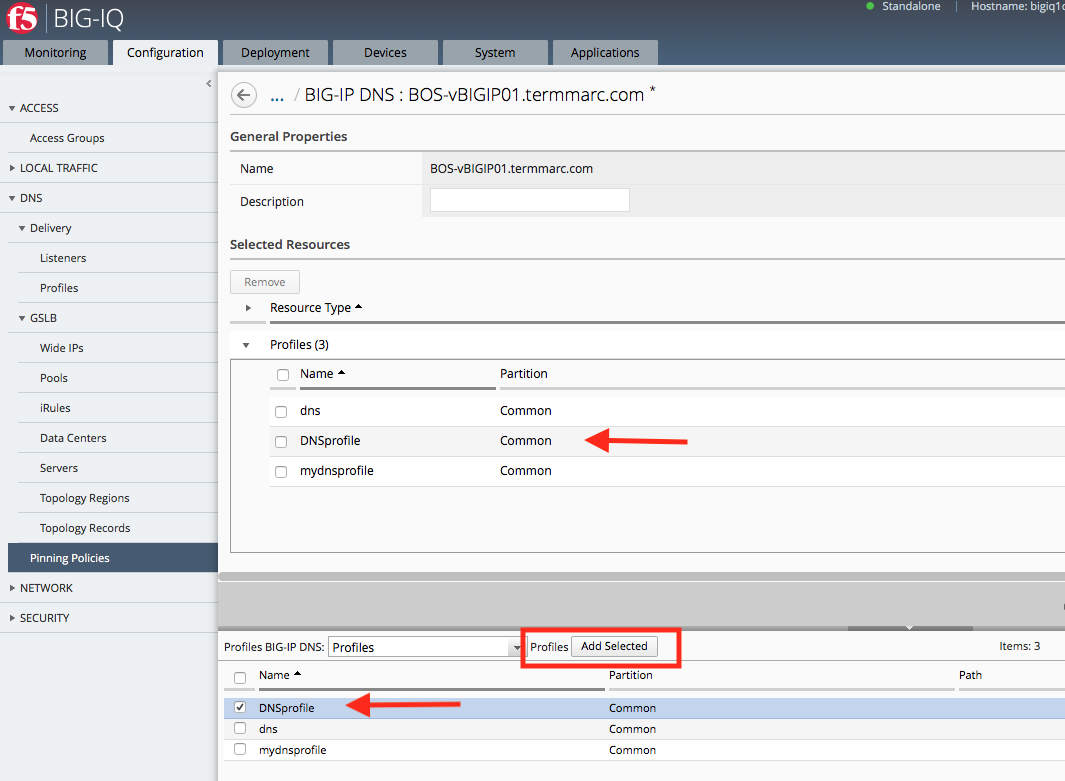 f5 BIG-IQ
Standalone
Hostname: bigiq1
Monitoring
Configuration
Deployment
Devices
System
Applications
ACCESS
Access Groups
LOCAL TRAFFIC
DNS
Delivery
Listeners
Profiles
GSLB
Wide IPs
Pools
iRules
Data Centers
Servers
Topology Regions
Topology Records
Pinning Policies
NETWORK
SECURITY
... / BIG-IP DNS : BOS-vBIGIP01.termmarc.com *
General Properties
Name BOS-vBIGIP01.termmarc.com
Description
Selected Resources
Remove
Resource Type
Profiles (3)
Name Partition
dns Common
DNSprofile Common
mydnsprofile Common
Profiles BIG-IP DNS: Profiles Profiles Add Selected Items: 3
Name Partition Path
DNSprofile Common
dns Common
mydnsprofile Common